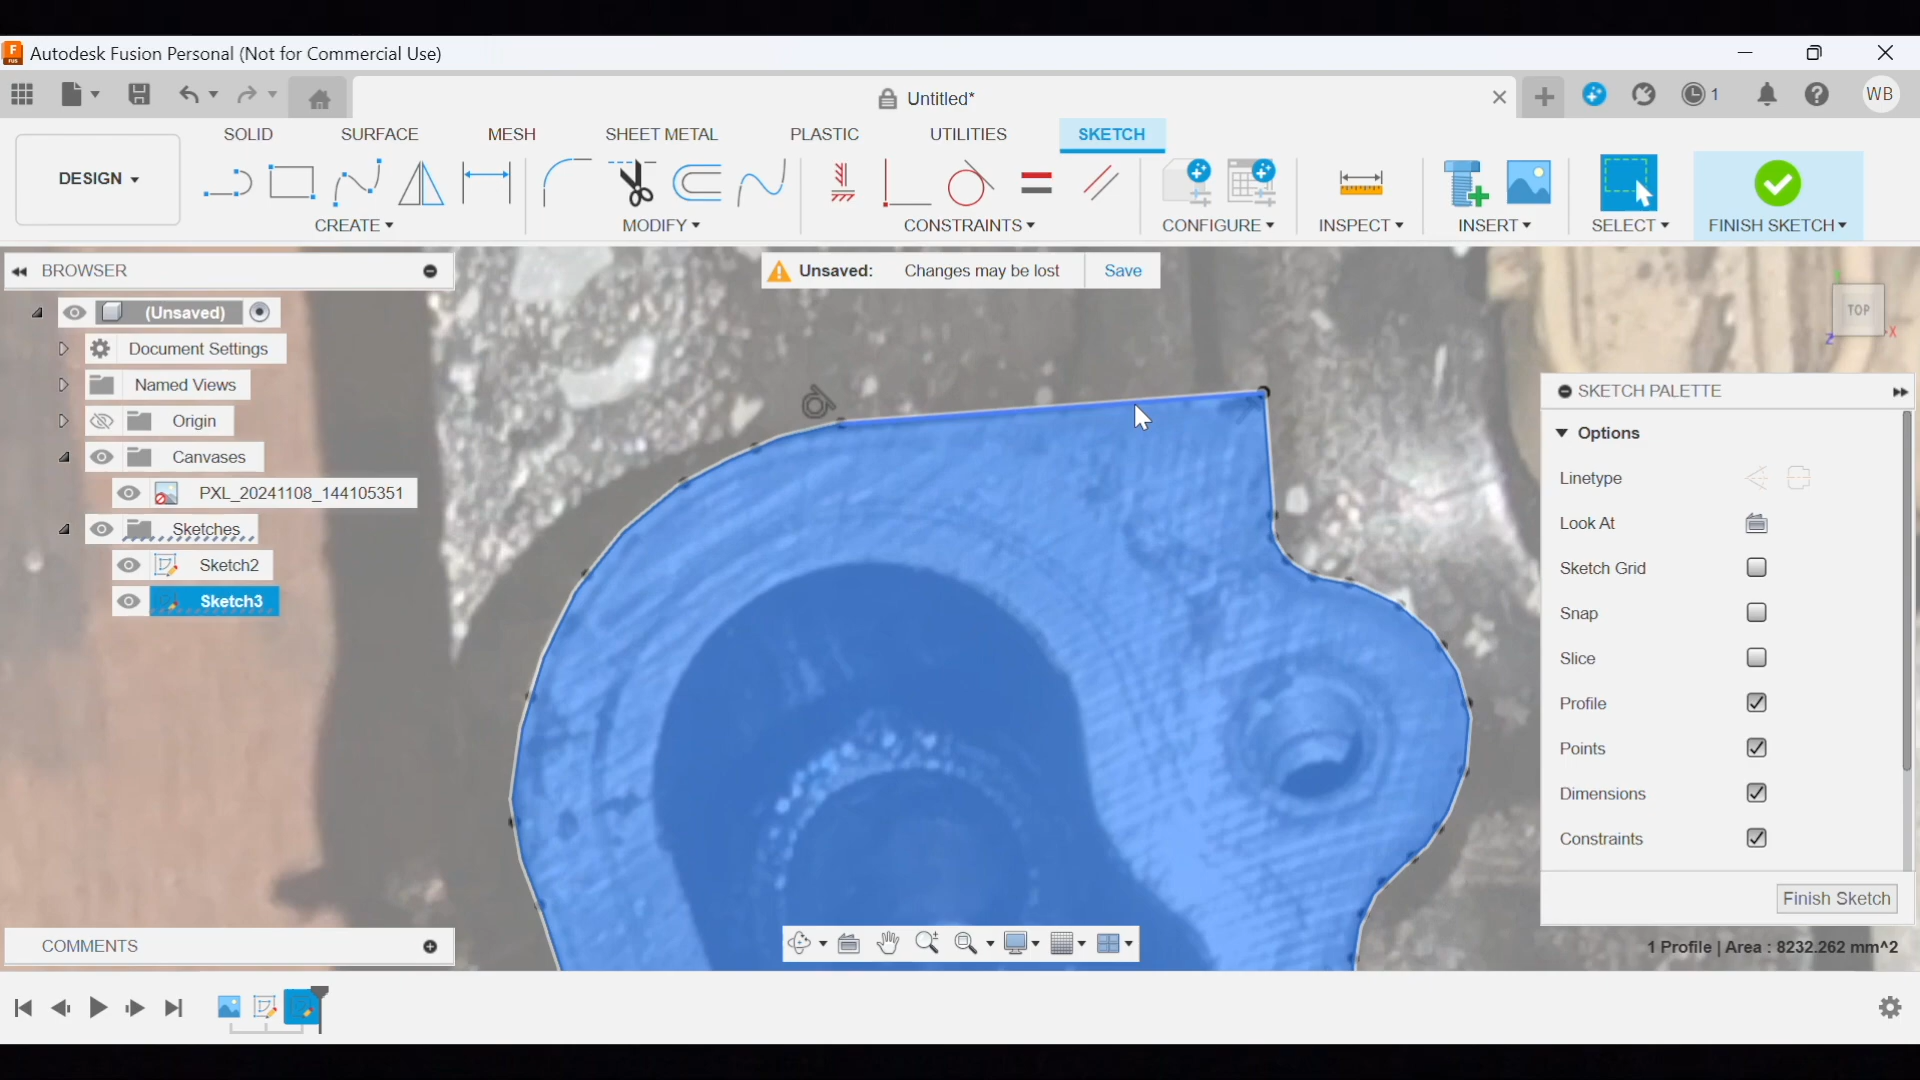 Autodesk Fusion Personal (Not for Commercial Use)
Untitled*
1
WB
SOLID SURFACE MESH SHEET METAL PLASTIC UTILITIES SKETCH
DESIGN
CREATE MODIFY CONSTRAINTS CONFIGURE INSPECT INSERT SELECT FINISH SKETCH
BROWSER
Unsaved: Changes may be lost Save
(Unsaved)
Document Settings
Named Views
Origin
Canvases
PXL_20241108_144105351
Sketches
Sketch2
Sketch3
TOP
X
Z
SKETCH PALETTE
Options
Linetype
Look At
Sketch Grid
Snap
Slice
Profile
Points
Dimensions
Constraints
Finish Sketch
COMMENTS
1 Profile | Area : 8232.262 mm^2